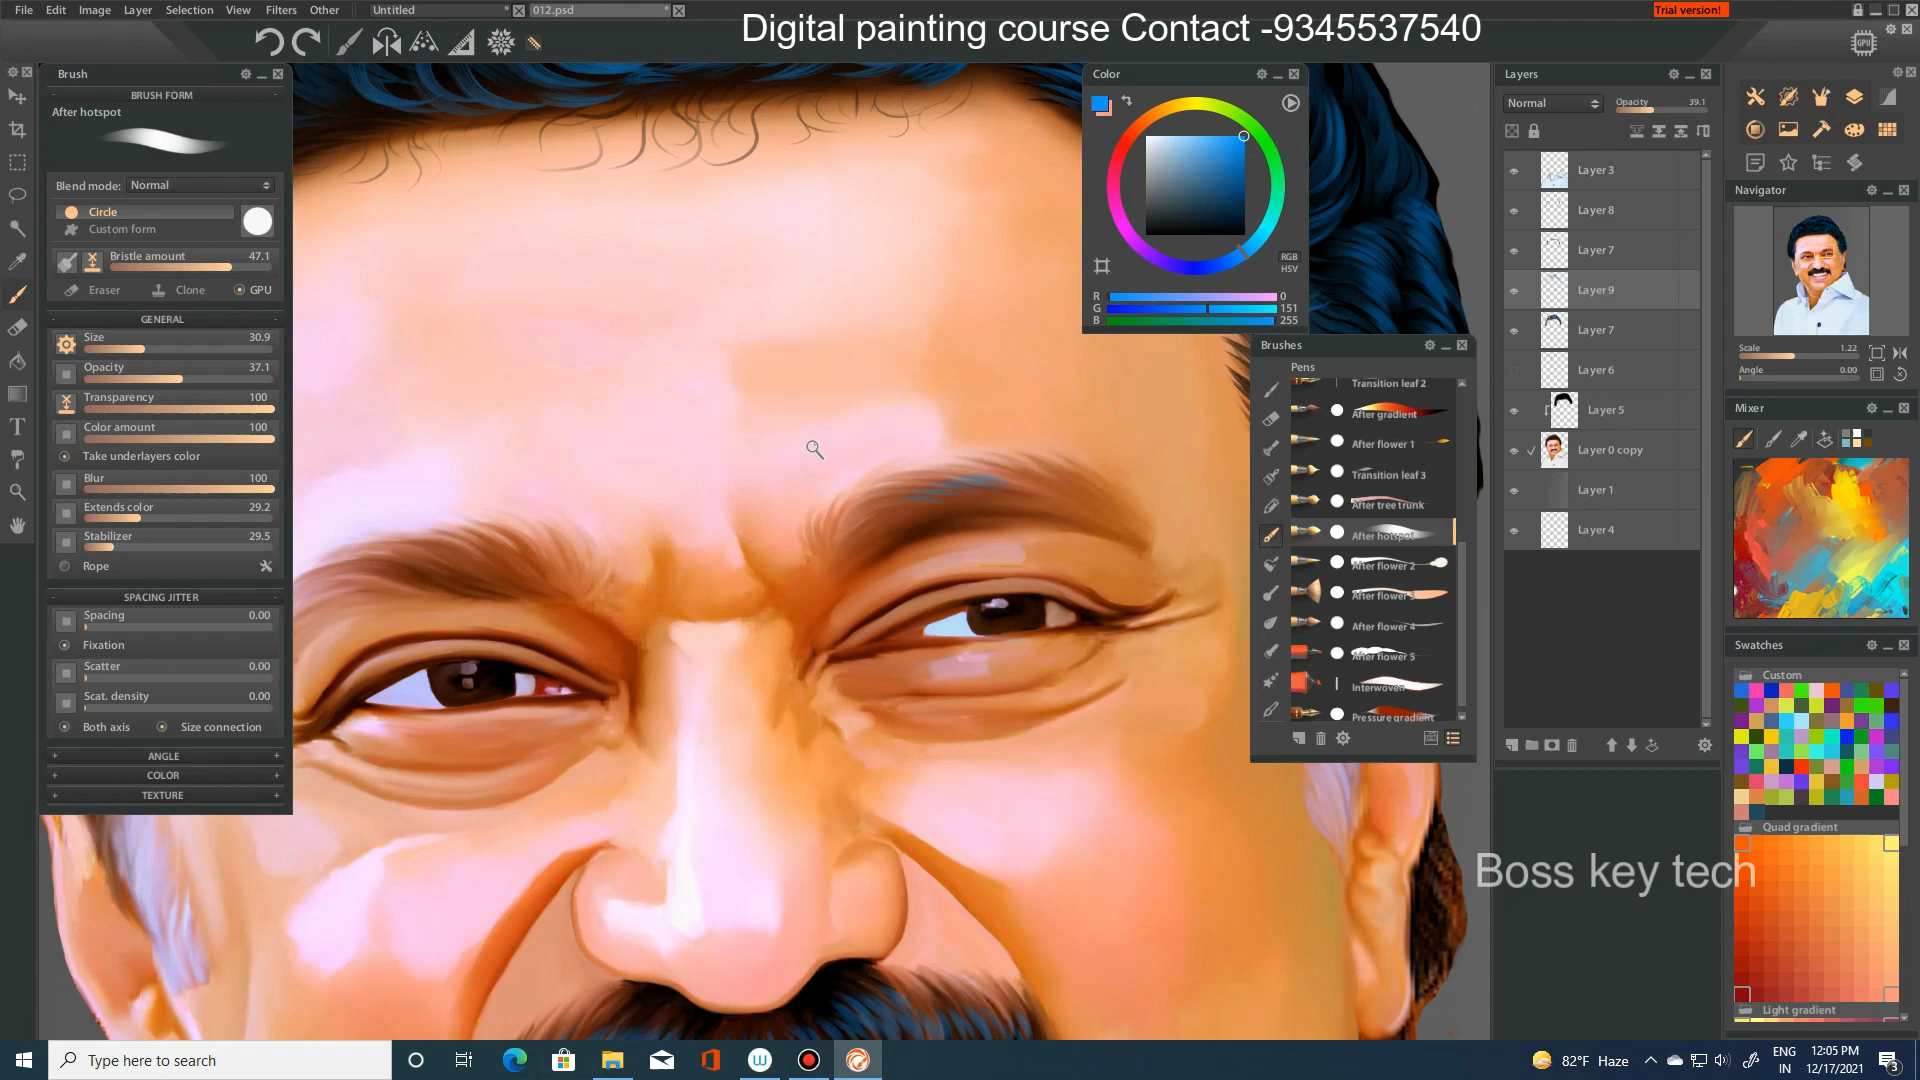 File Edit Image Layer Selection View Filters Other
Untitled *
012.psd *
Trial version!
Digital painting course Contact -9345537540
GPU
Brush
BRUSH FORM
After hotspot
Blend mode: Normal
Circle
Custom form
Bristle amount 47.1
Eraser Clone GPU
GENERAL
Size 30.9
Opacity 37.1
Transparency 100
Color amount 100
Take underlayers color
Blur 100
Extends color 29.2
Stabilizer 29.5
Rope
SPACING JITTER
Spacing 0.00
Fixation
Scatter 0.00
Scat. density 0.00
Both axis Size connection
ANGLE
COLOR
TEXTURE
Color
RGB
HSV
R 0
G 151
B 255
Brushes
Pens
Transition leaf 2
After gradient
After flower 1
Transition leaf 3
After tree trunk
After hotspot
After flower 2
After flower 3
After flower 4
After flower 5
Interwoven
Pressure gradient
Layers
Normal Opacity 39.1
Layer 3
Layer 8
Layer 7
Layer 9
Layer 7
Layer 6
Layer 5
Layer 0 copy
Layer 1
Layer 4
Navigator
Scale 1.22
Angle 0.00
Mixer
Swatches
Custom
Quad gradient
Light gradient
Boss key tech
Type here to search
82°F Haze
ENG
IN
12:05 PM
12/17/2021
3